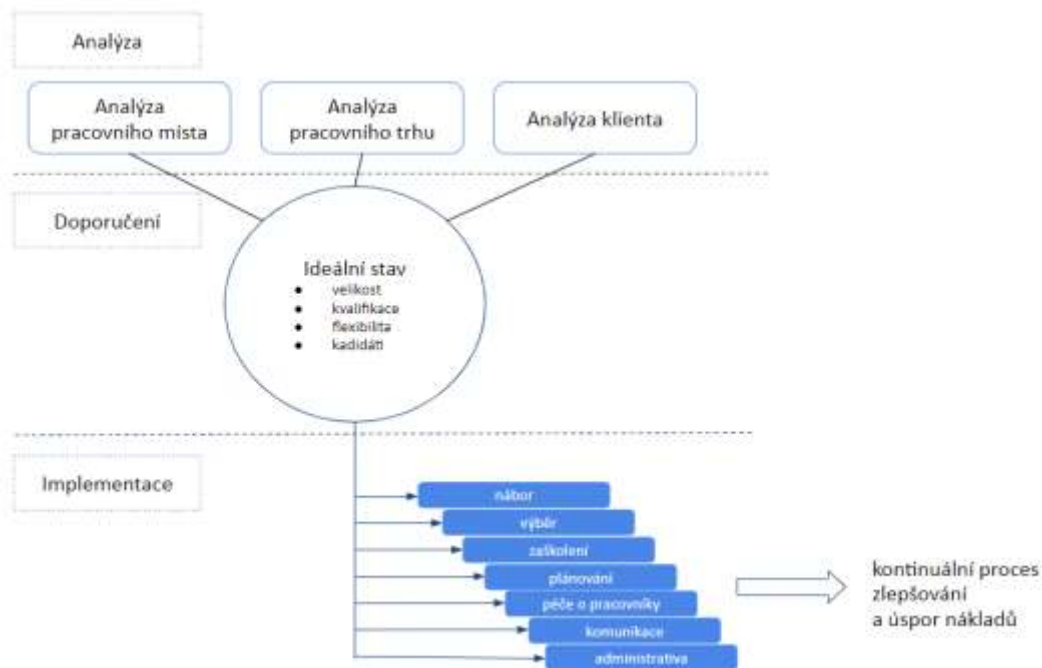 Analýza
Analýza
pracovního místa
Analýza
pracovního trhu
Analýza klienta
Doporučení
Ideální stav
● velikost
● kvalifikace
● flexibilita
● kadidáti
Implementace
nábor
výběr
zaškolení
plánování
péče o pracovníky
komunikace
administrativa
kontinuální proces
zlepšování
a úspor nákladů